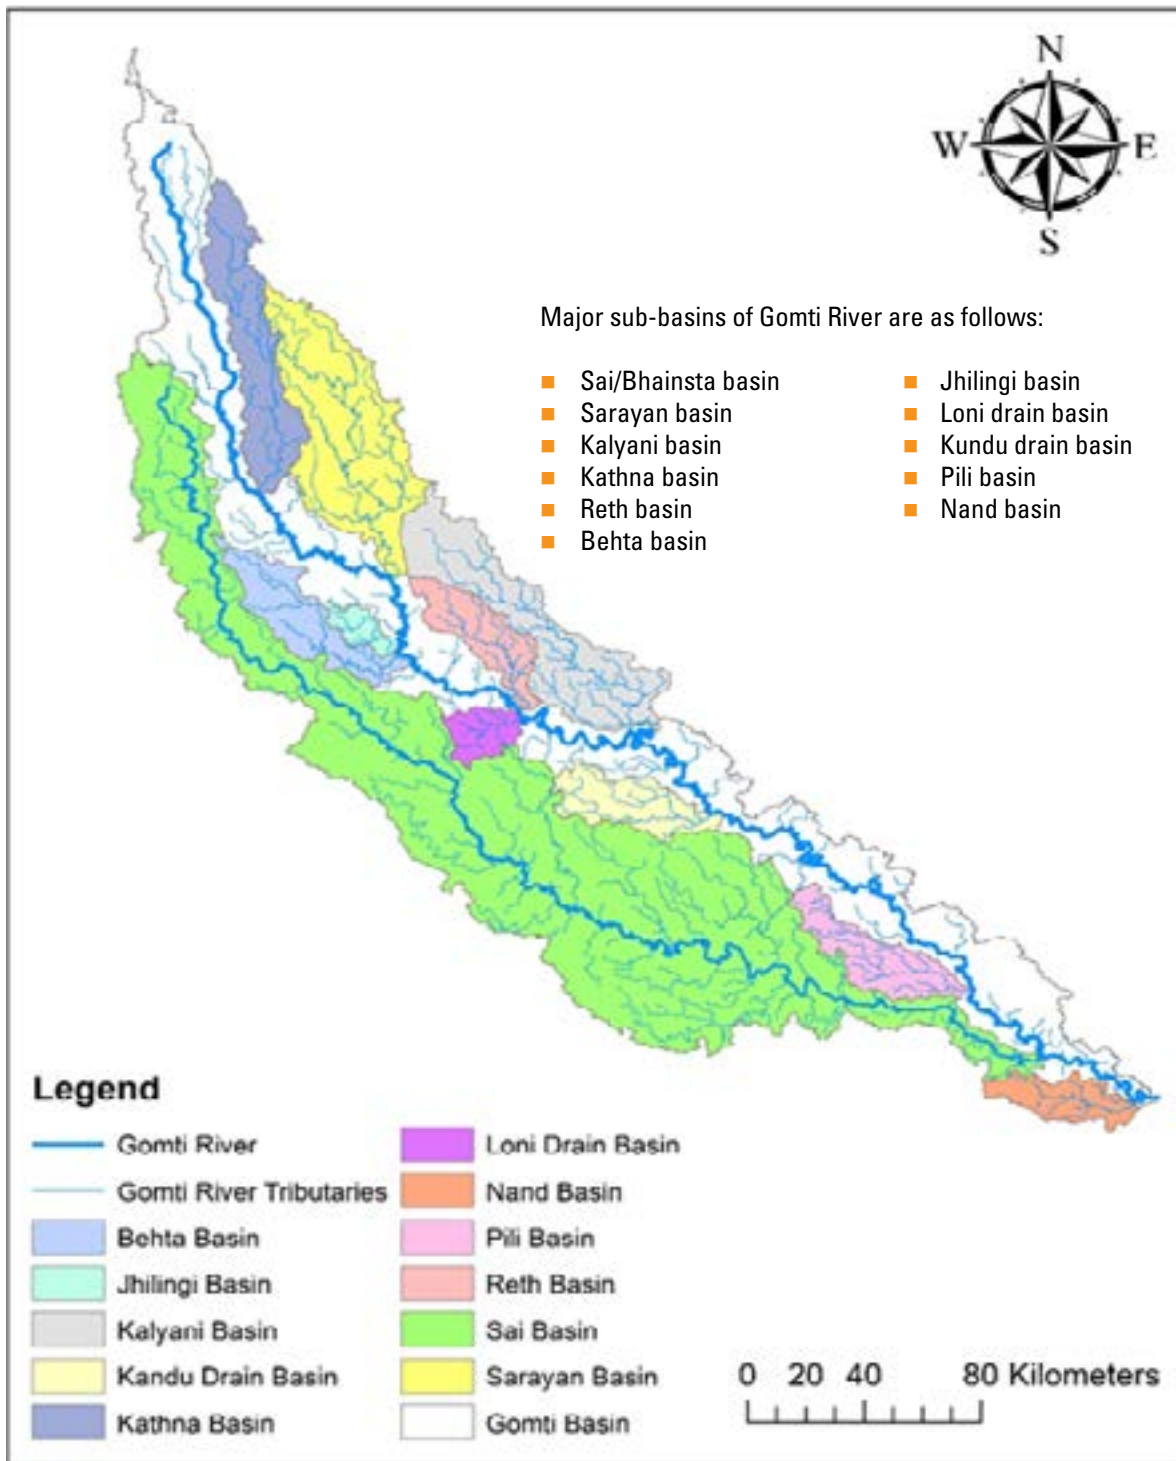 N
W E
S
Major sub-basins of Gomti River are as follows:
Sai/Bhainsta basin
Sarayan basin
Kalyani basin
Kathna basin
Reth basin
Behta basin
Jhilingi basin
Loni drain basin
Kundu drain basin
Pili basin
Nand basin
Legend
Gomti River
Gomti River Tributaries
Behta Basin
Jhilingi Basin
Kalyani Basin
Kandu Drain Basin
Kathna Basin
Loni Drain Basin
Nand Basin
Pili Basin
Reth Basin
Sai Basin
Sarayan Basin
Gomti Basin
0 20 40 80 Kilometers